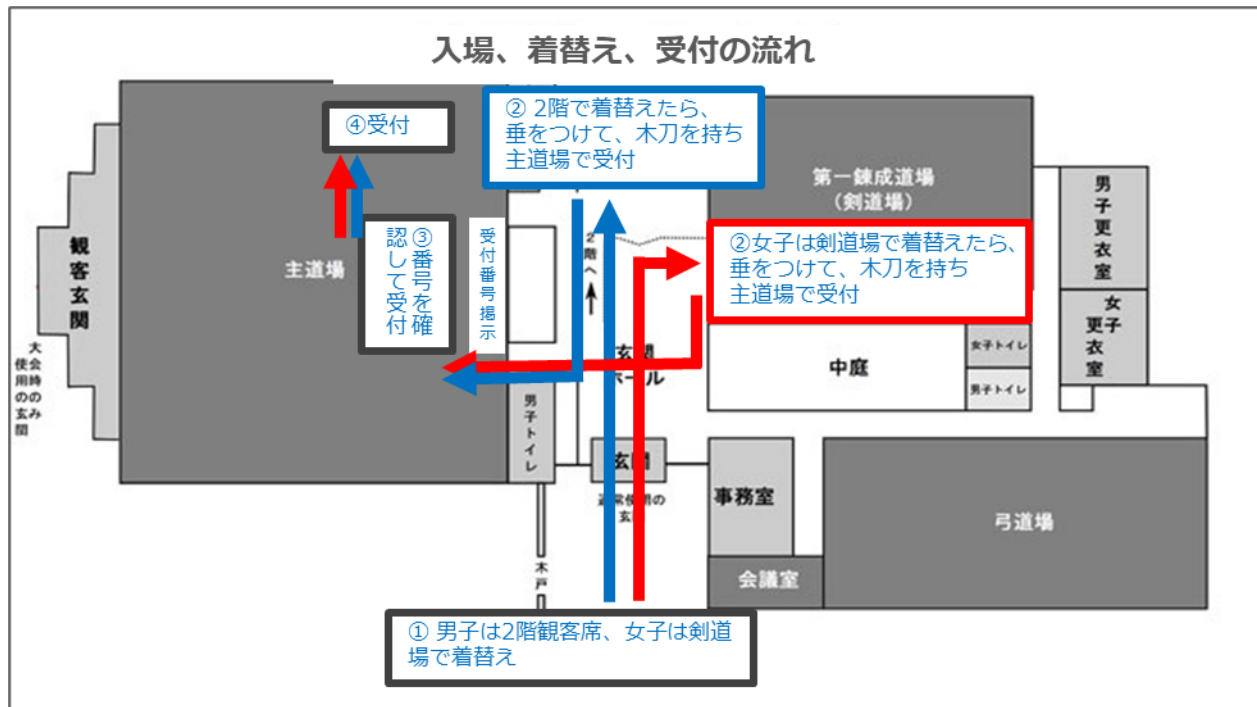 入場、着替え、受付の流れ
④受付
② 2階で着替えたら、
垂をつけて、木刀を持ち
主道場で受付
第一錬成道場
(剣道場)
男子更衣室
観客玄関
主道場
③番号を確
認して受付
受付番号掲示
2階へ
②女子は剣道場で着替えたら、
垂をつけて、木刀を持ち
主道場で受付
女子
更衣室
大会時のみ
使用の玄関
玄関
ホール
中庭
女子トイレ
男子トイレ
男子トイレ
玄関
通常使用の
玄関
事務室
弓道場
木戸
会議室
① 男子は2階観客席、女子は剣道
場で着替え